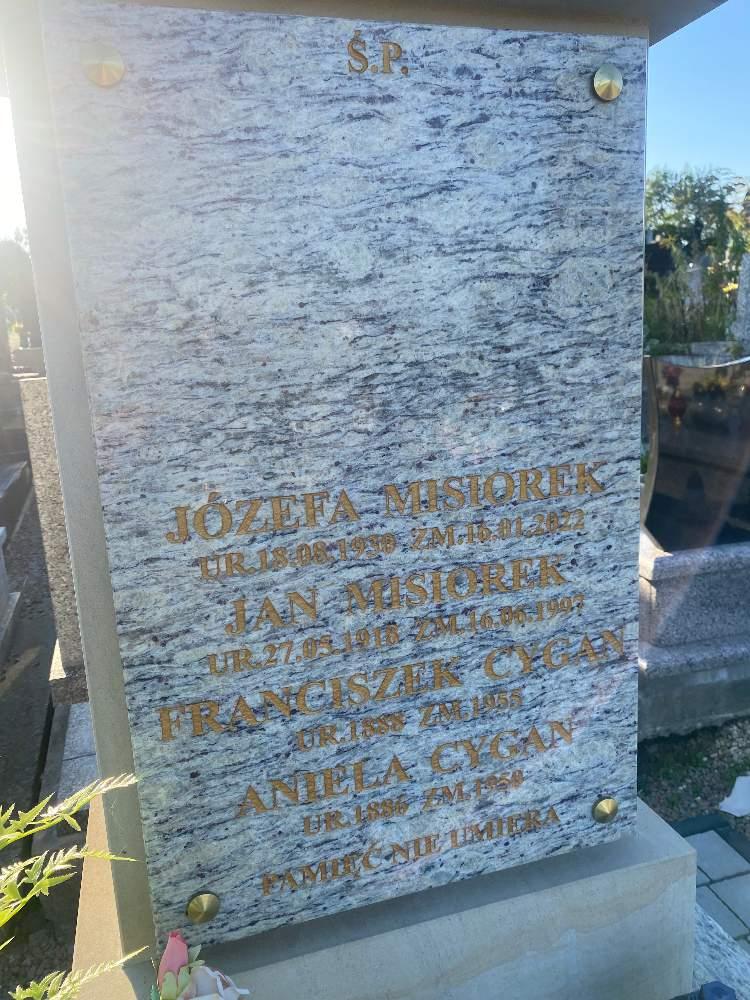 Ś.P.
JÓZEFA MISIOREK
UR.18.08.1930 ZM.16.01.2022
JAN MISIOREK
UR.27.05.1918 ZM.16.06.1997
FRANCISZEK CYGAN
UR.1888 ZM.1955
ANIELA CYGAN
UR.1886 ZM.1958
PAMIĘĆ NIE UMIERA